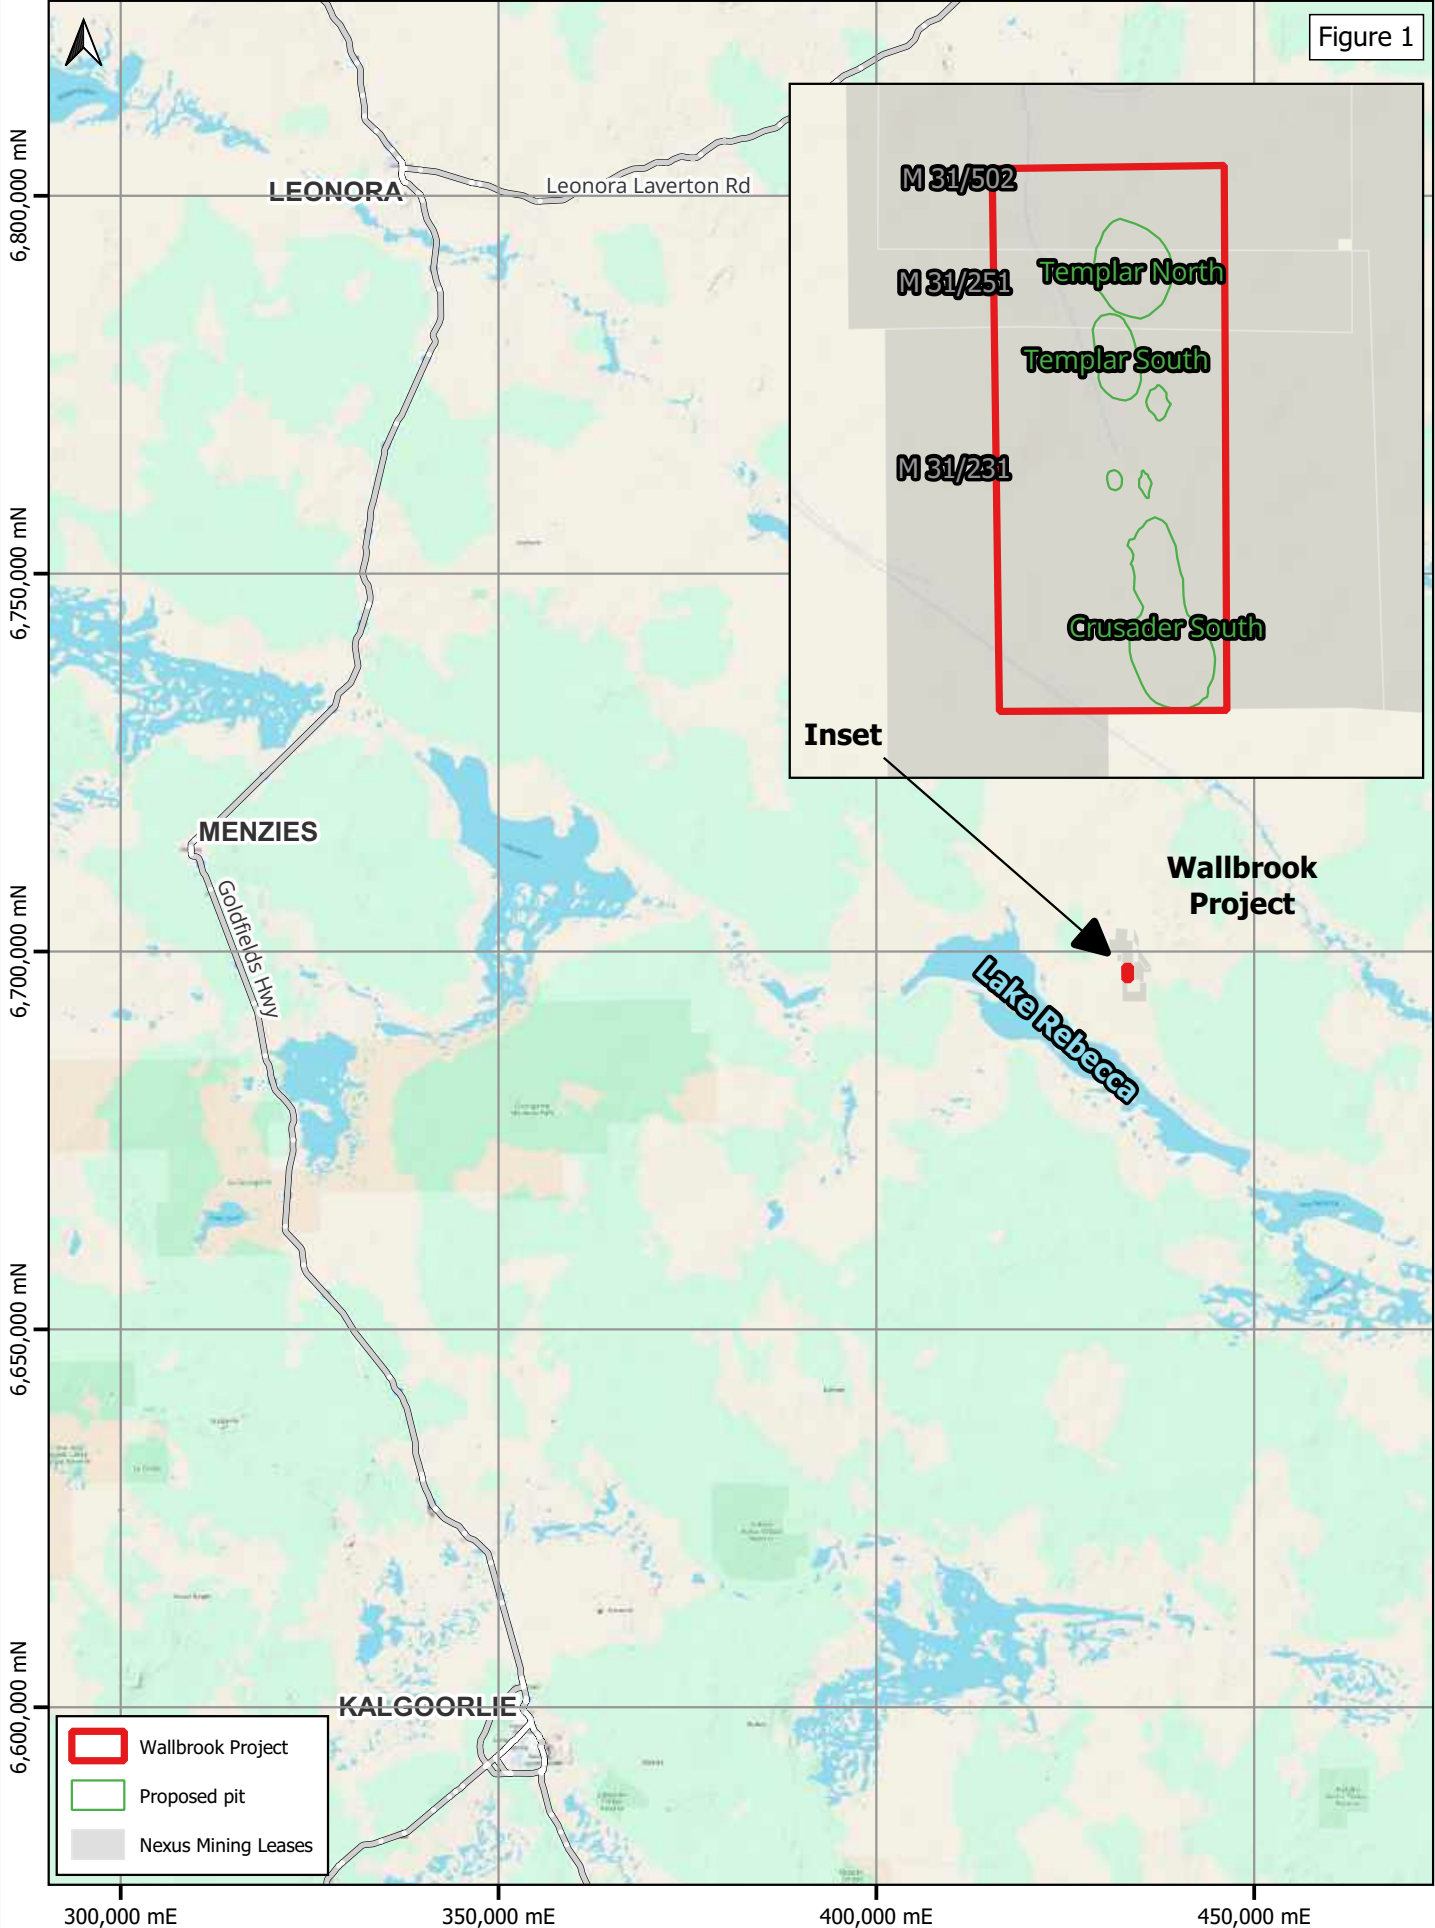 Figure 1
6,800,000 mN
LEONORA
Leonora Laverton Rd
M 31/502
M 31/251
Templar North
Templar South
M 31/231
Crusader South
6,750,000 mN
Inset
MENZIES
Goldfields Hwy
Wallbrook
Project
6,700,000 mN
Lake Rebecca
6,650,000 mN
KALGOORLIE
6,600,000 mN
Wallbrook Project
Proposed pit
Nexus Mining Leases
300,000 mE
350,000 mE
400,000 mE
450,000 mE